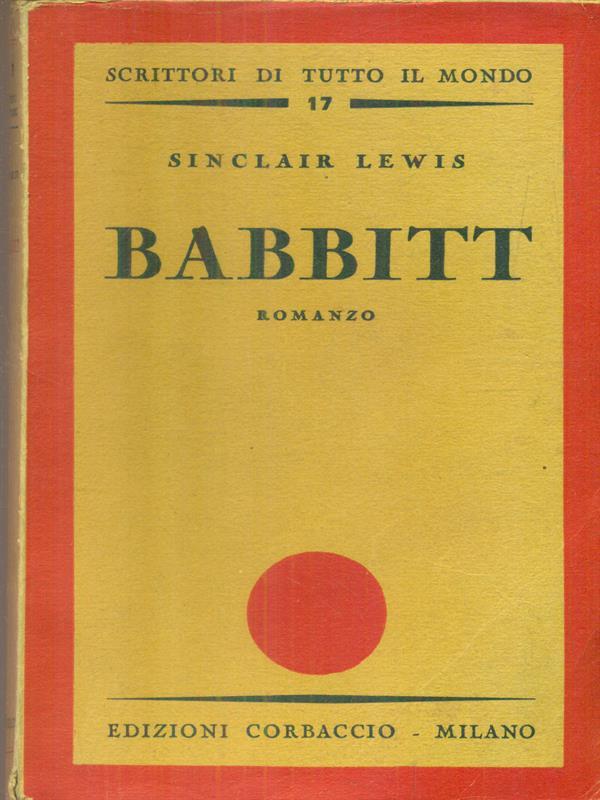 SCRITTORI DI TUTTO IL MONDO
17
SINCLAIR LEWIS
BABBITT
ROMANZO
EDIZIONI CORBACCIO - MILANO